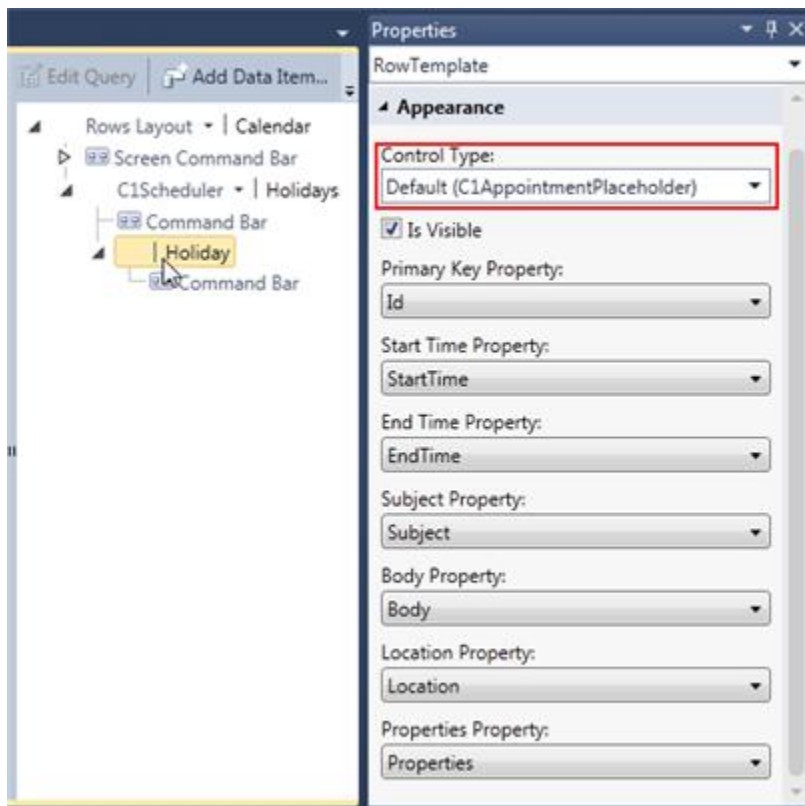 Edit Query
Add Data Item...
Rows Layout | Calendar
Screen Command Bar
C1Scheduler | Holidays
Command Bar
| Holiday
Command Bar
Properties
RowTemplate
Appearance
Control Type:
Default (C1AppointmentPlaceholder)
Is Visible
Primary Key Property:
Id
Start Time Property:
StartTime
End Time Property:
EndTime
Subject Property:
Subject
Body Property:
Body
Location Property:
Location
Properties Property:
Properties